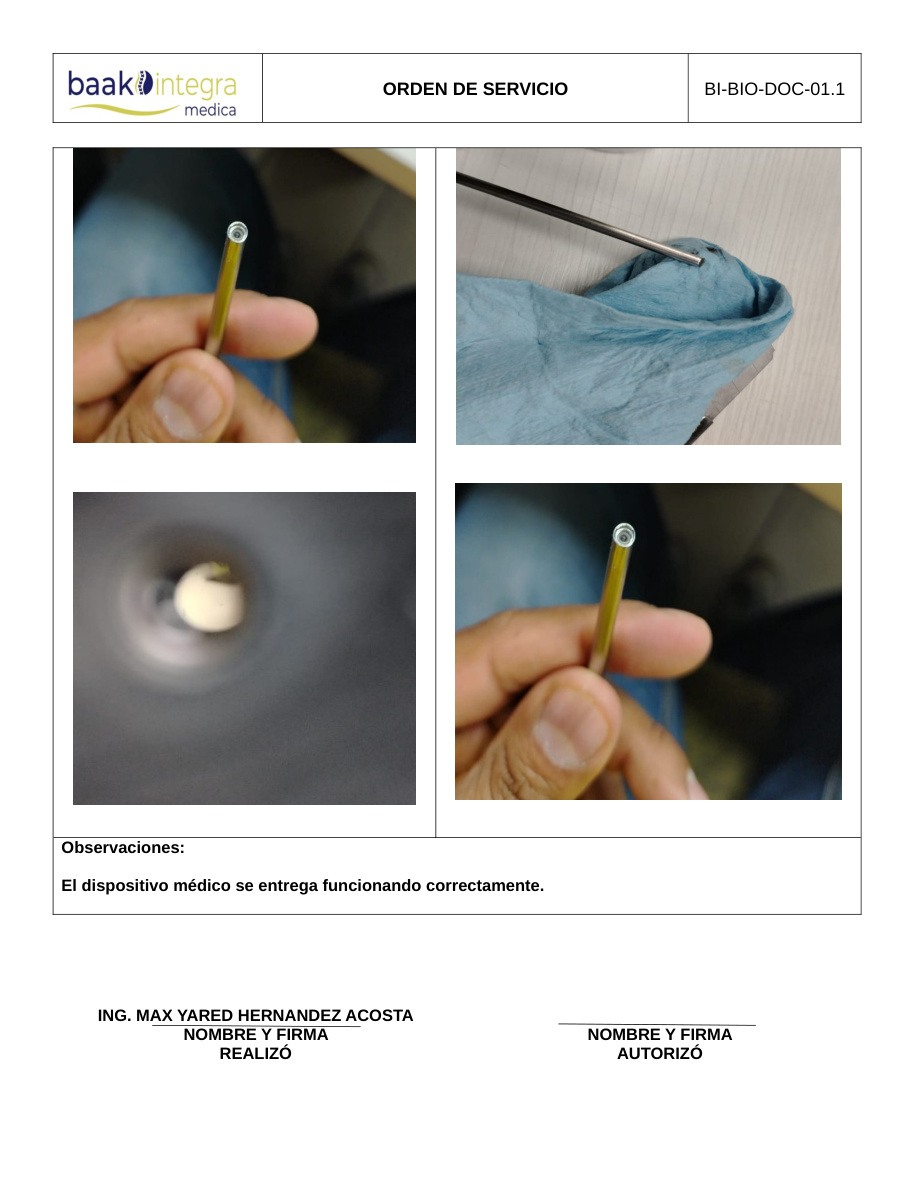 baak integra
medica
ORDEN DE SERVICIO
BI-BIO-DOC-01.1
Observaciones:
El dispositivo médico se entrega funcionando correctamente.
ING. MAX YARED HERNANDEZ ACOSTA
NOMBRE Y FIRMA
REALIZÓ
NOMBRE Y FIRMA
AUTORIZÓ